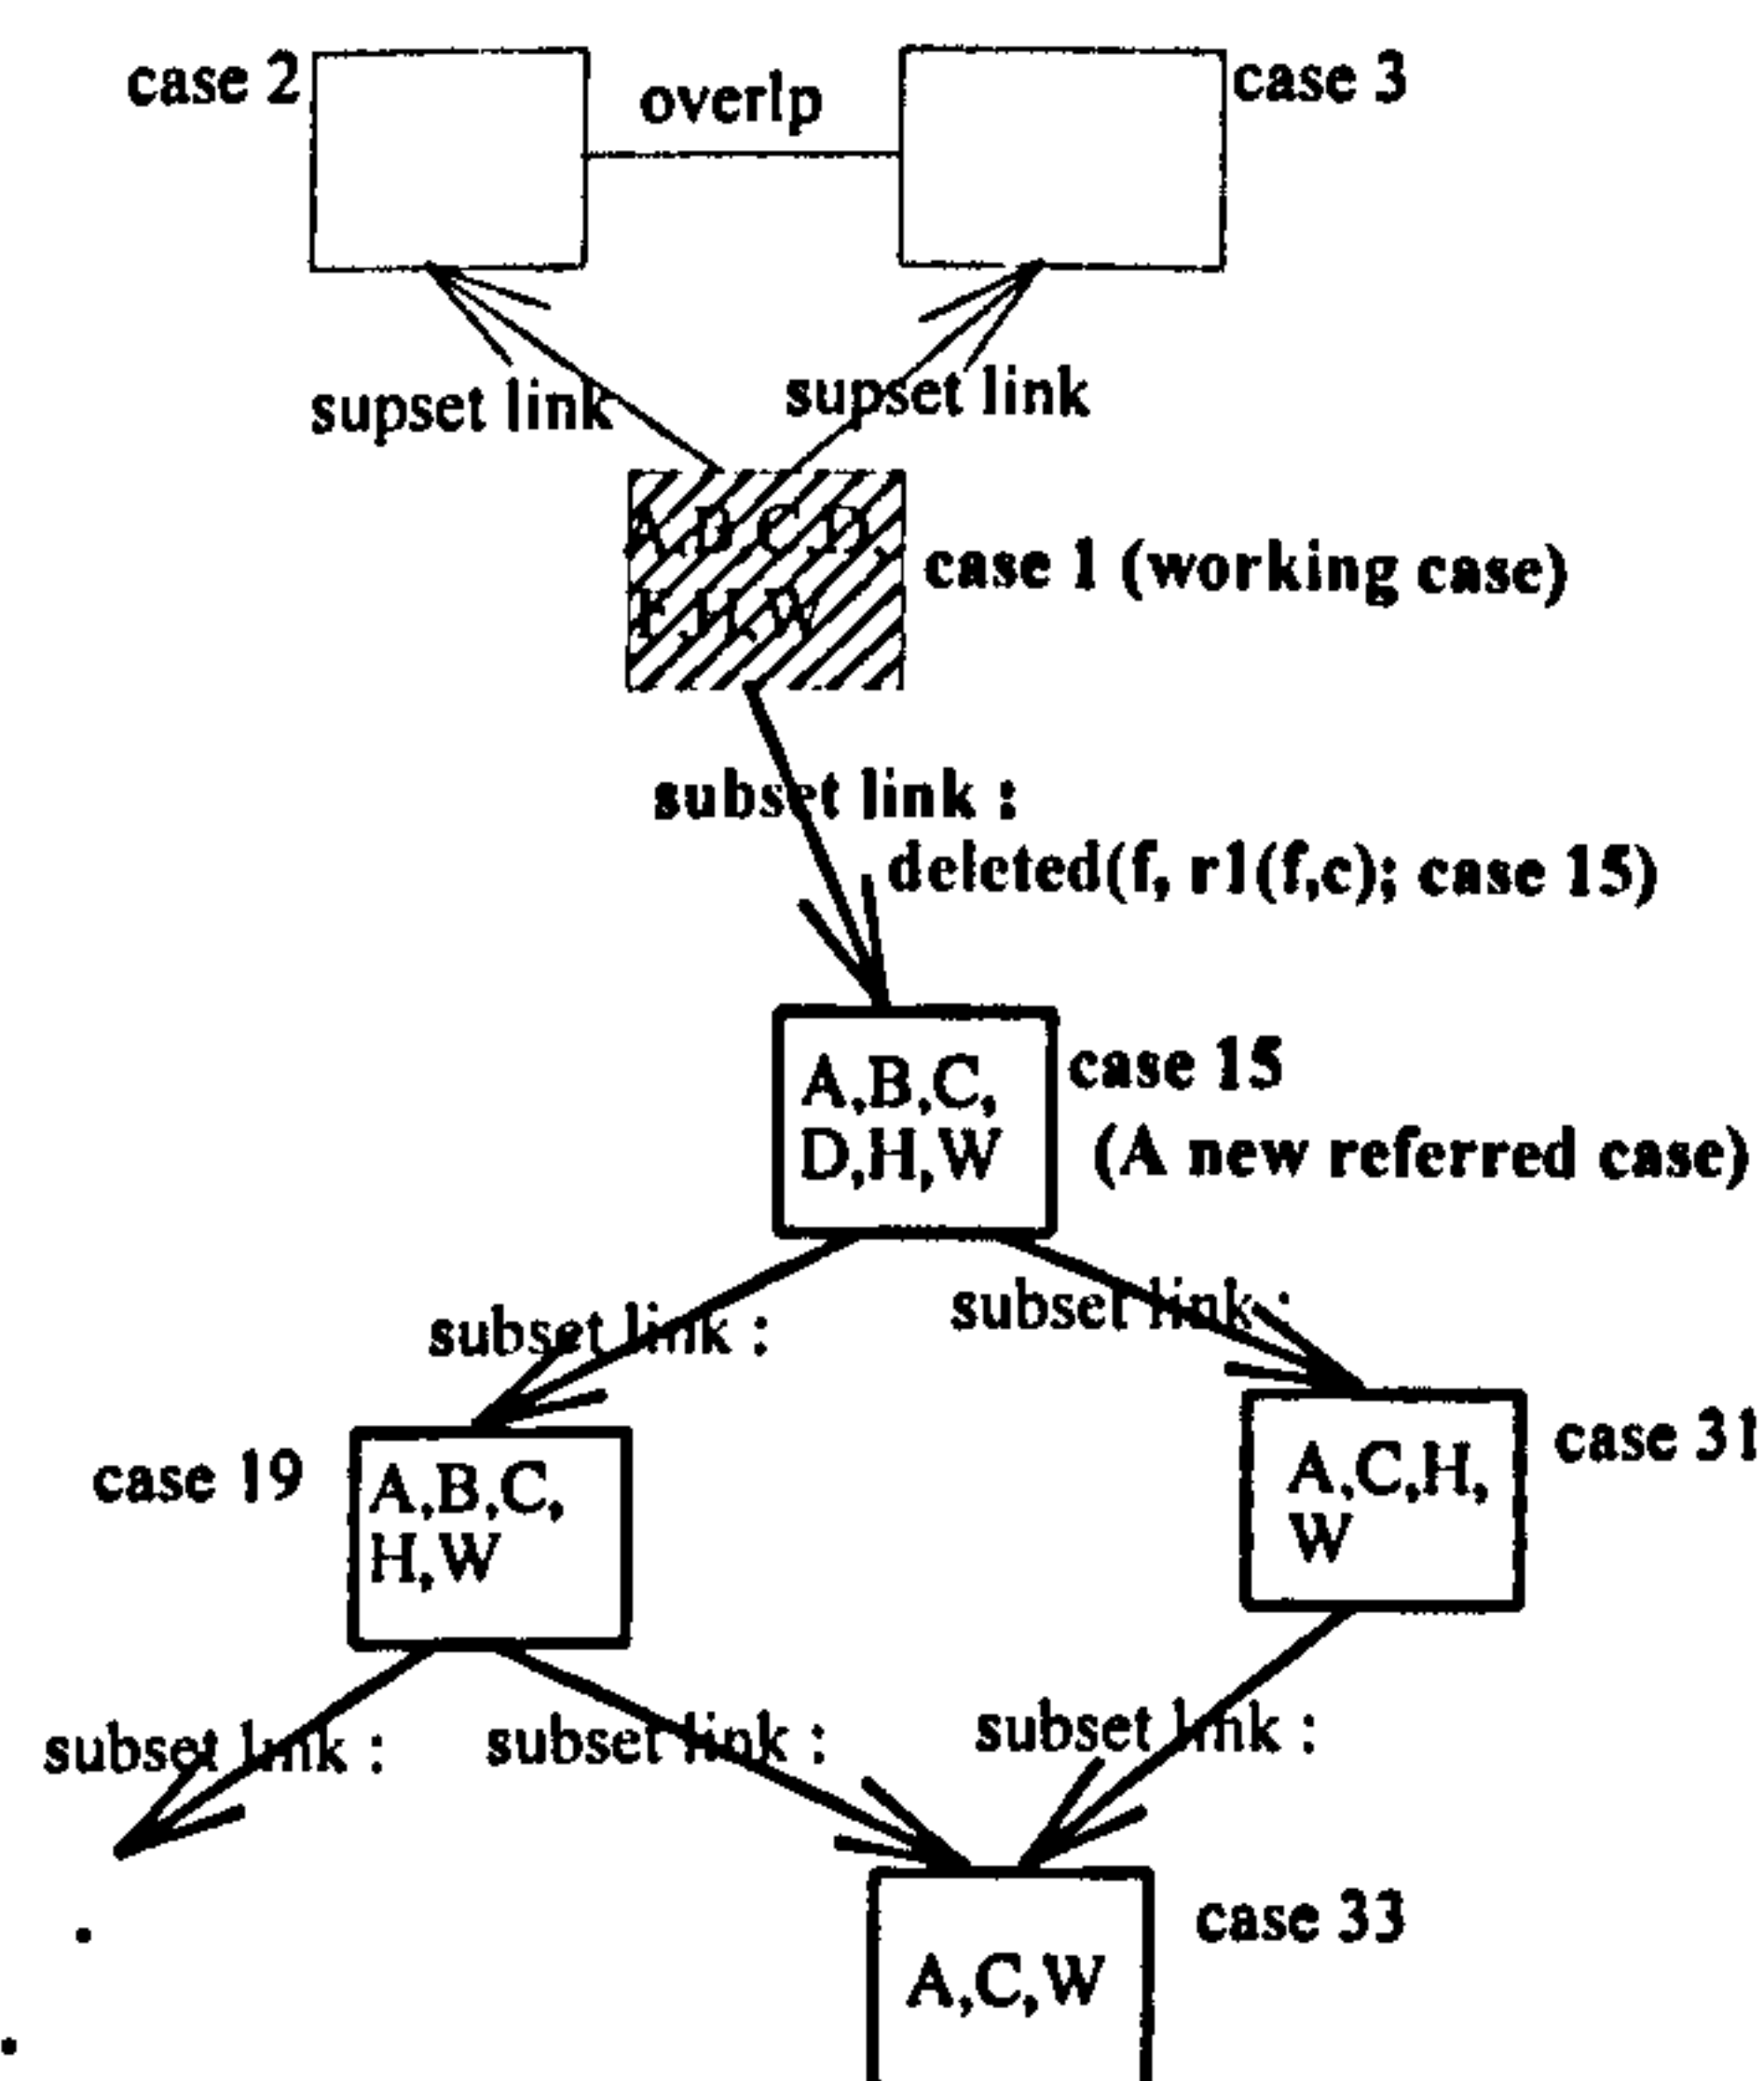 case 2
overlp
case 3
supset link
supset link
case 1 (working case)
subset link :
deleted(f, r1(f,c); case 15)
A,B,C,
D,H,W
case 15
(A new referred case)
subset link :
subset link :
case 19
A,B,C,
H,W
A,C,H,
W
case 31
subset link :
subset link :
subset link :
case 33
A,C,W